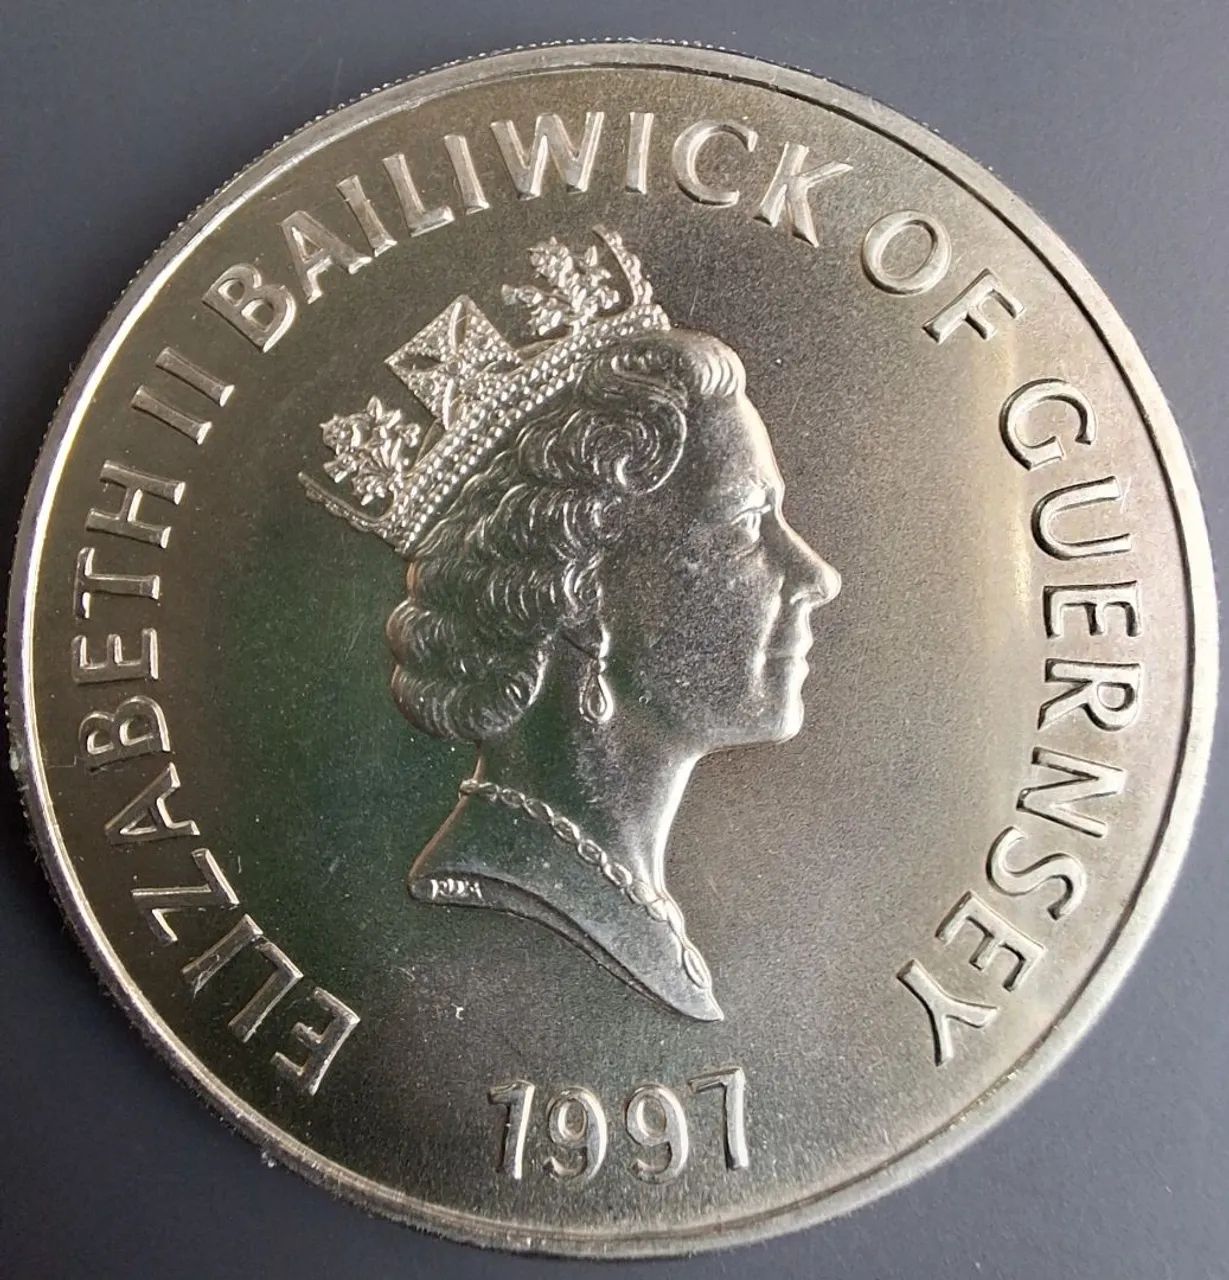 ELIZABETH II BAILIWICK OF GUERNSEY
1997
RDM